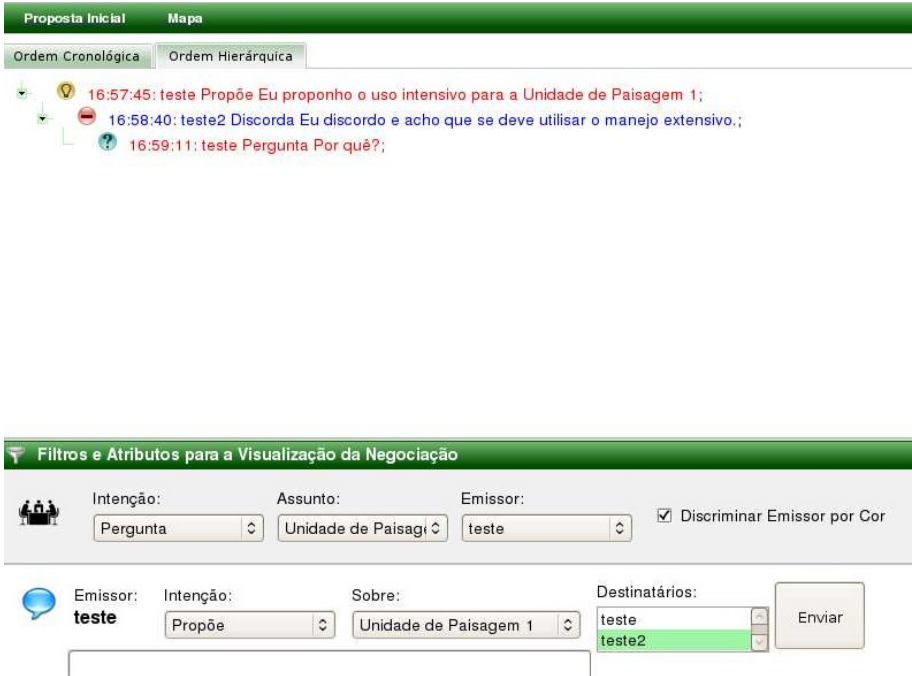 Proposta Inicial Mapa
Ordem Cronológica Ordem Hierárquica
16:57:45: teste Propõe Eu proponho o uso intensivo para a Unidade de Paisagem 1;
16:58:40: teste2 Discorda Eu discordo e acho que se deve utilisar o manejo extensivo.;
16:59:11: teste Pergunta Por quê?;
Filtros e Atributos para a Visualização da Negociação
Intenção: Assunto: Emissor:
Pergunta Unidade de Paisag teste Discriminar Emissor por Cor
Emissor: Intenção: Sobre: Destinatários:
teste Propõe Unidade de Paisagem 1 teste Enviar
teste2